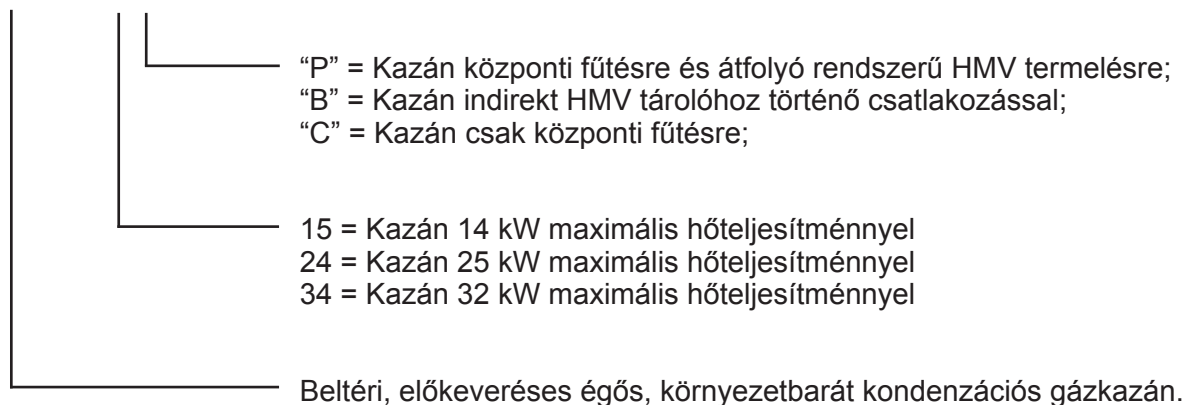 “P” = Kazán központi fűtésre és átfolyó rendszerű HMV termelésre;
“B” = Kazán indirekt HMV tárolóhoz történő csatlakozással;
“C” = Kazán csak központi fűtésre;
15 = Kazán 14 kW maximális hőteljesítménnyel
24 = Kazán 25 kW maximális hőteljesítménnyel
34 = Kazán 32 kW maximális hőteljesítménnyel
Beltéri, előkeveréses égős, környezetbarát kondenzációs gázkazán.